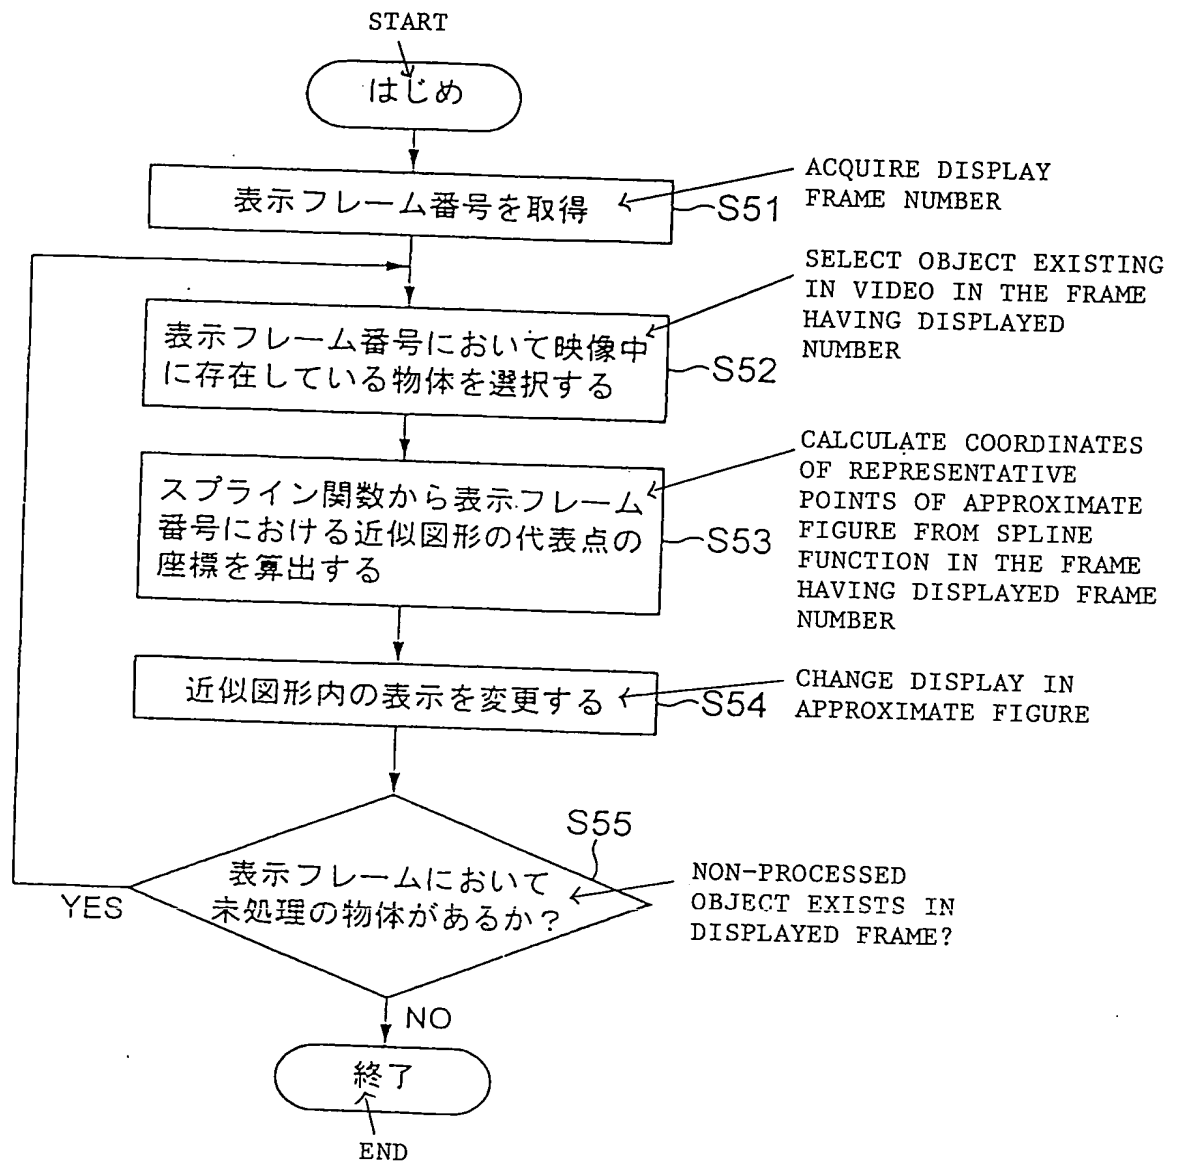 START
はじめ
表示フレーム番号を取得
S51
ACQUIRE DISPLAY
FRAME NUMBER
表示フレーム番号において映像中
に存在している物体を選択する
S52
SELECT OBJECT EXISTING
IN VIDEO IN THE FRAME
HAVING DISPLAYED
NUMBER
スプライン関数から表示フレーム
番号における近似図形の代表点の
座標を算出する
S53
CALCULATE COORDINATES
OF REPRESENTATIVE
POINTS OF APPROXIMATE
FIGURE FROM SPLINE
FUNCTION IN THE FRAME
HAVING DISPLAYED FRAME
NUMBER
近似図形内の表示を変更する
S54
CHANGE DISPLAY IN
APPROXIMATE FIGURE
S55
表示フレームにおいて
未処理の物体があるか?
NON-PROCESSED
OBJECT EXISTS IN
DISPLAYED FRAME?
YES
NO
終了
END